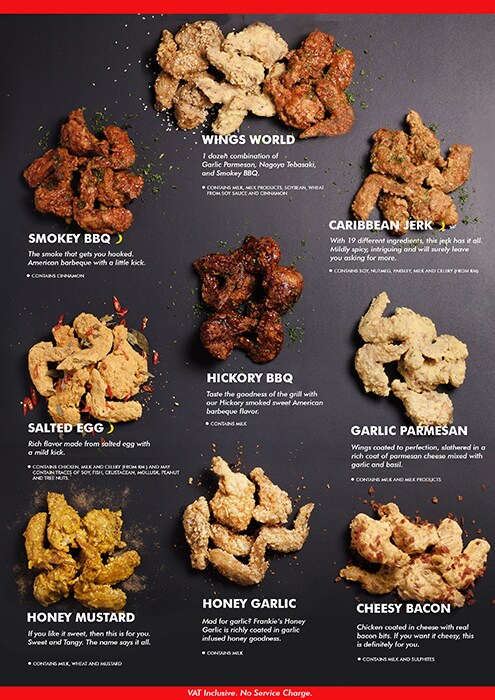 WINGS WORLD
1 dozen combination of
Garlic Parmesan, Nagoya Tebasaki,
and Smokey BBQ.
CONTAINS MILK, MILK PRODUCTS, SOYBEAN, WHEAT
FROM SOY SAUCE AND CINNAMON
SMOKEY BBQ
The smoke that gets you hooked.
American barbeque with a little kick.
CONTAINS CINNAMON
CARIBBEAN JERK
With 19 different ingredients, this jerk has it all.
Mildly spicy, intriguing and will surely leave
you asking for more.
CONTAINS SOY, NUTMEG, PARSLEY, MILK AND CELERY (FROM RM)
HICKORY BBQ
Taste the goodness of the grill with
our Hickory smoked sweet American
barbeque flavor.
CONTAINS MILK
SALTED EGG
Rich flavor made from salted egg with
a mild kick.
CONTAINS CHICKEN, MILK AND CELERY (FROM RM) AND MAY
CONTAIN TRACES OF SOY, FISH, CRUSTACEAN, MOLLUSK, PEANUT
AND TREE NUTS.
GARLIC PARMESAN
Wings coated to perfection, slathered in a
rich coat of parmesan cheese mixed with
garlic and basil.
CONTAINS MILK AND MILK PRODUCTS
HONEY MUSTARD
If you like it sweet, then this is for you.
Sweet and Tangy. The name says it all.
CONTAINS MILK, WHEAT AND MUSTARD
HONEY GARLIC
Mad for garlic? Frankie's Honey
Garlic is richly coated in garlic
infused honey goodness.
CONTAINS MILK
CHEESY BACON
Chicken coated in cheese with real
bacon bits. If you want it cheesy, this
is definitely for you.
CONTAINS MILK AND SULPHITES
VAT Inclusive. No Service Charge.